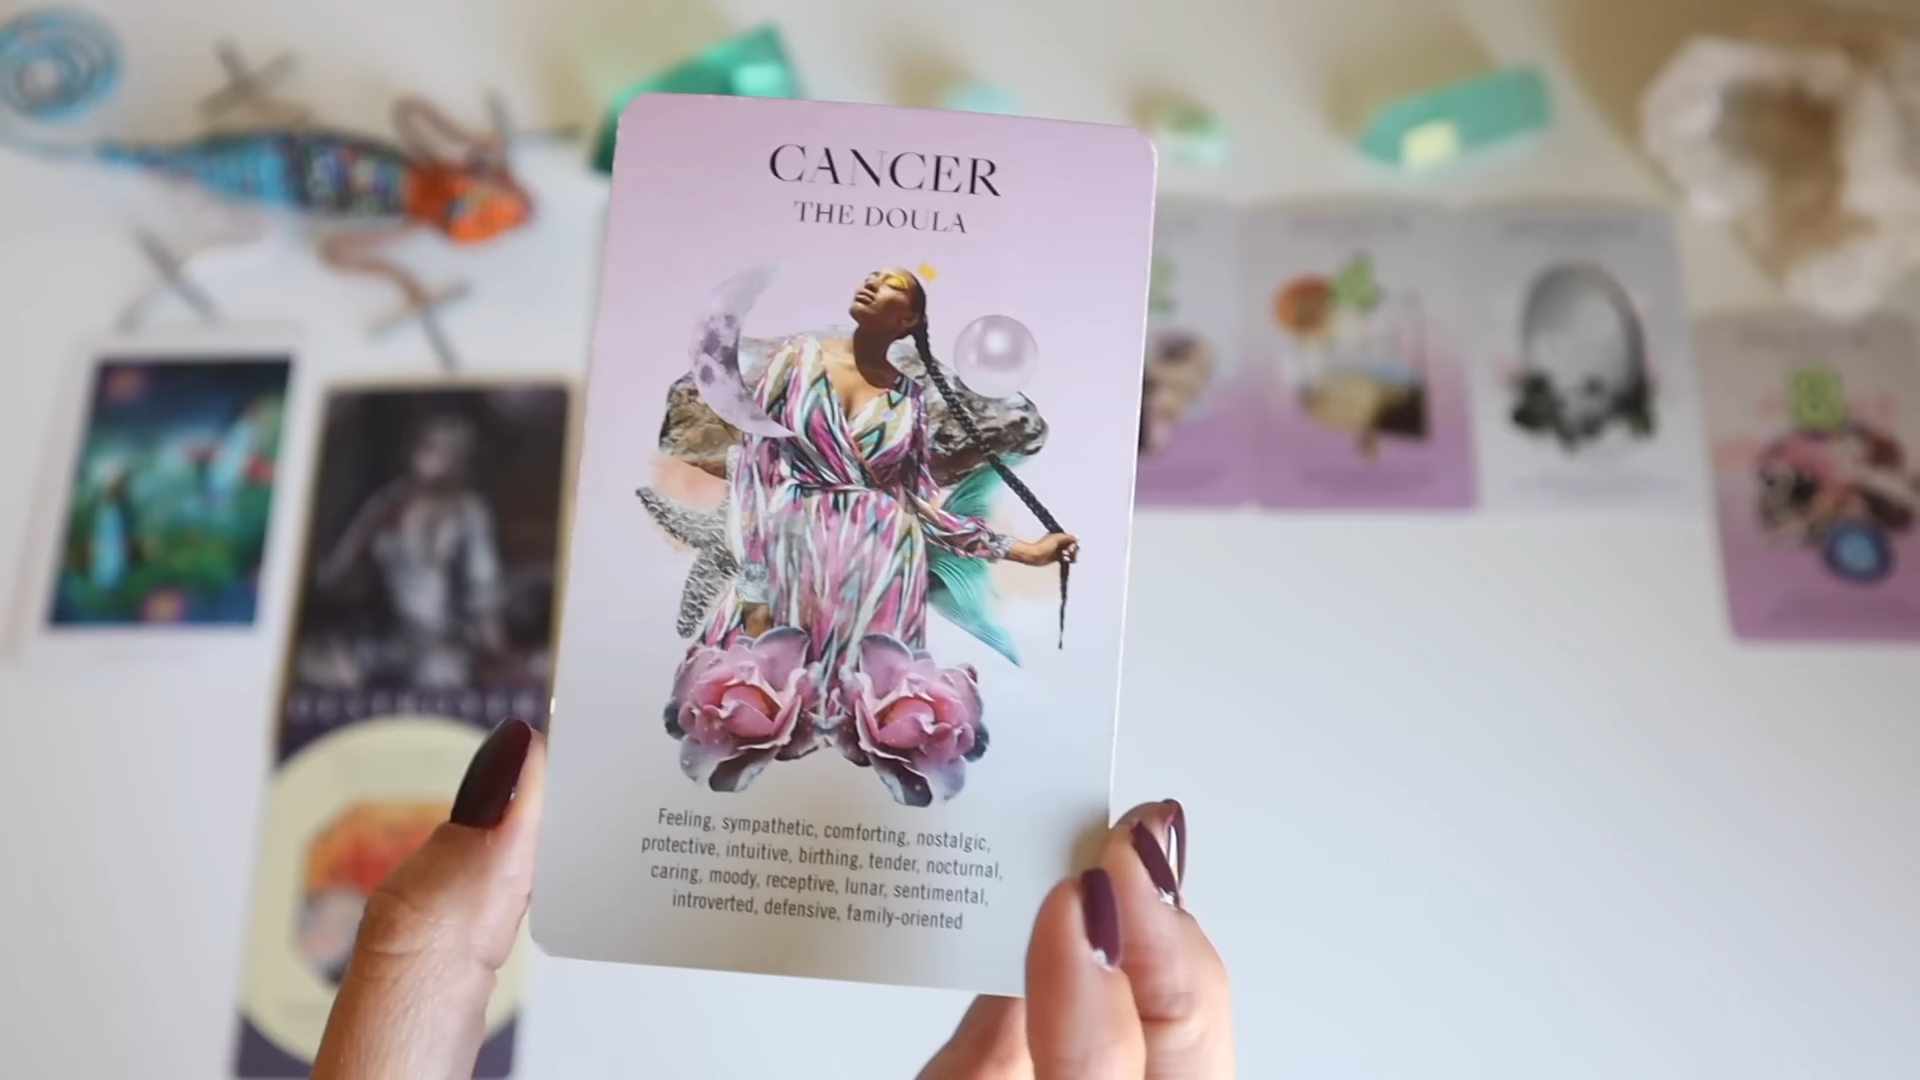 CANCER
THE DOULA
Feeling, sympathetic, comforting, nostalgic,
protective, intuitive, birthing, tender, nocturnal,
caring, moody, receptive, lunar, sentimental,
introverted, defensive, family-oriented